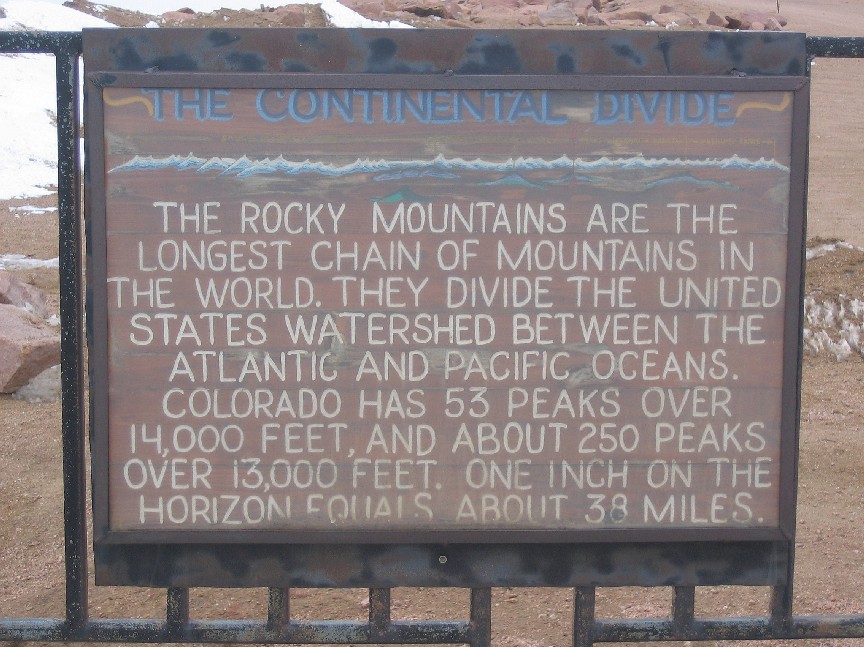 THE CONTINENTAL DIVIDE
THE ROCKY MOUNTAINS ARE THE
LONGEST CHAIN OF MOUNTAINS IN
THE WORLD. THEY DIVIDE THE UNITED
STATES WATERSHED BETWEEN THE
ATLANTIC AND PACIFIC OCEANS.
COLORADO HAS 53 PEAKS OVER
14,000 FEET, AND ABOUT 250 PEAKS
OVER 13,000 FEET. ONE INCH ON THE
HORIZON EQUALS ABOUT 38 MILES.